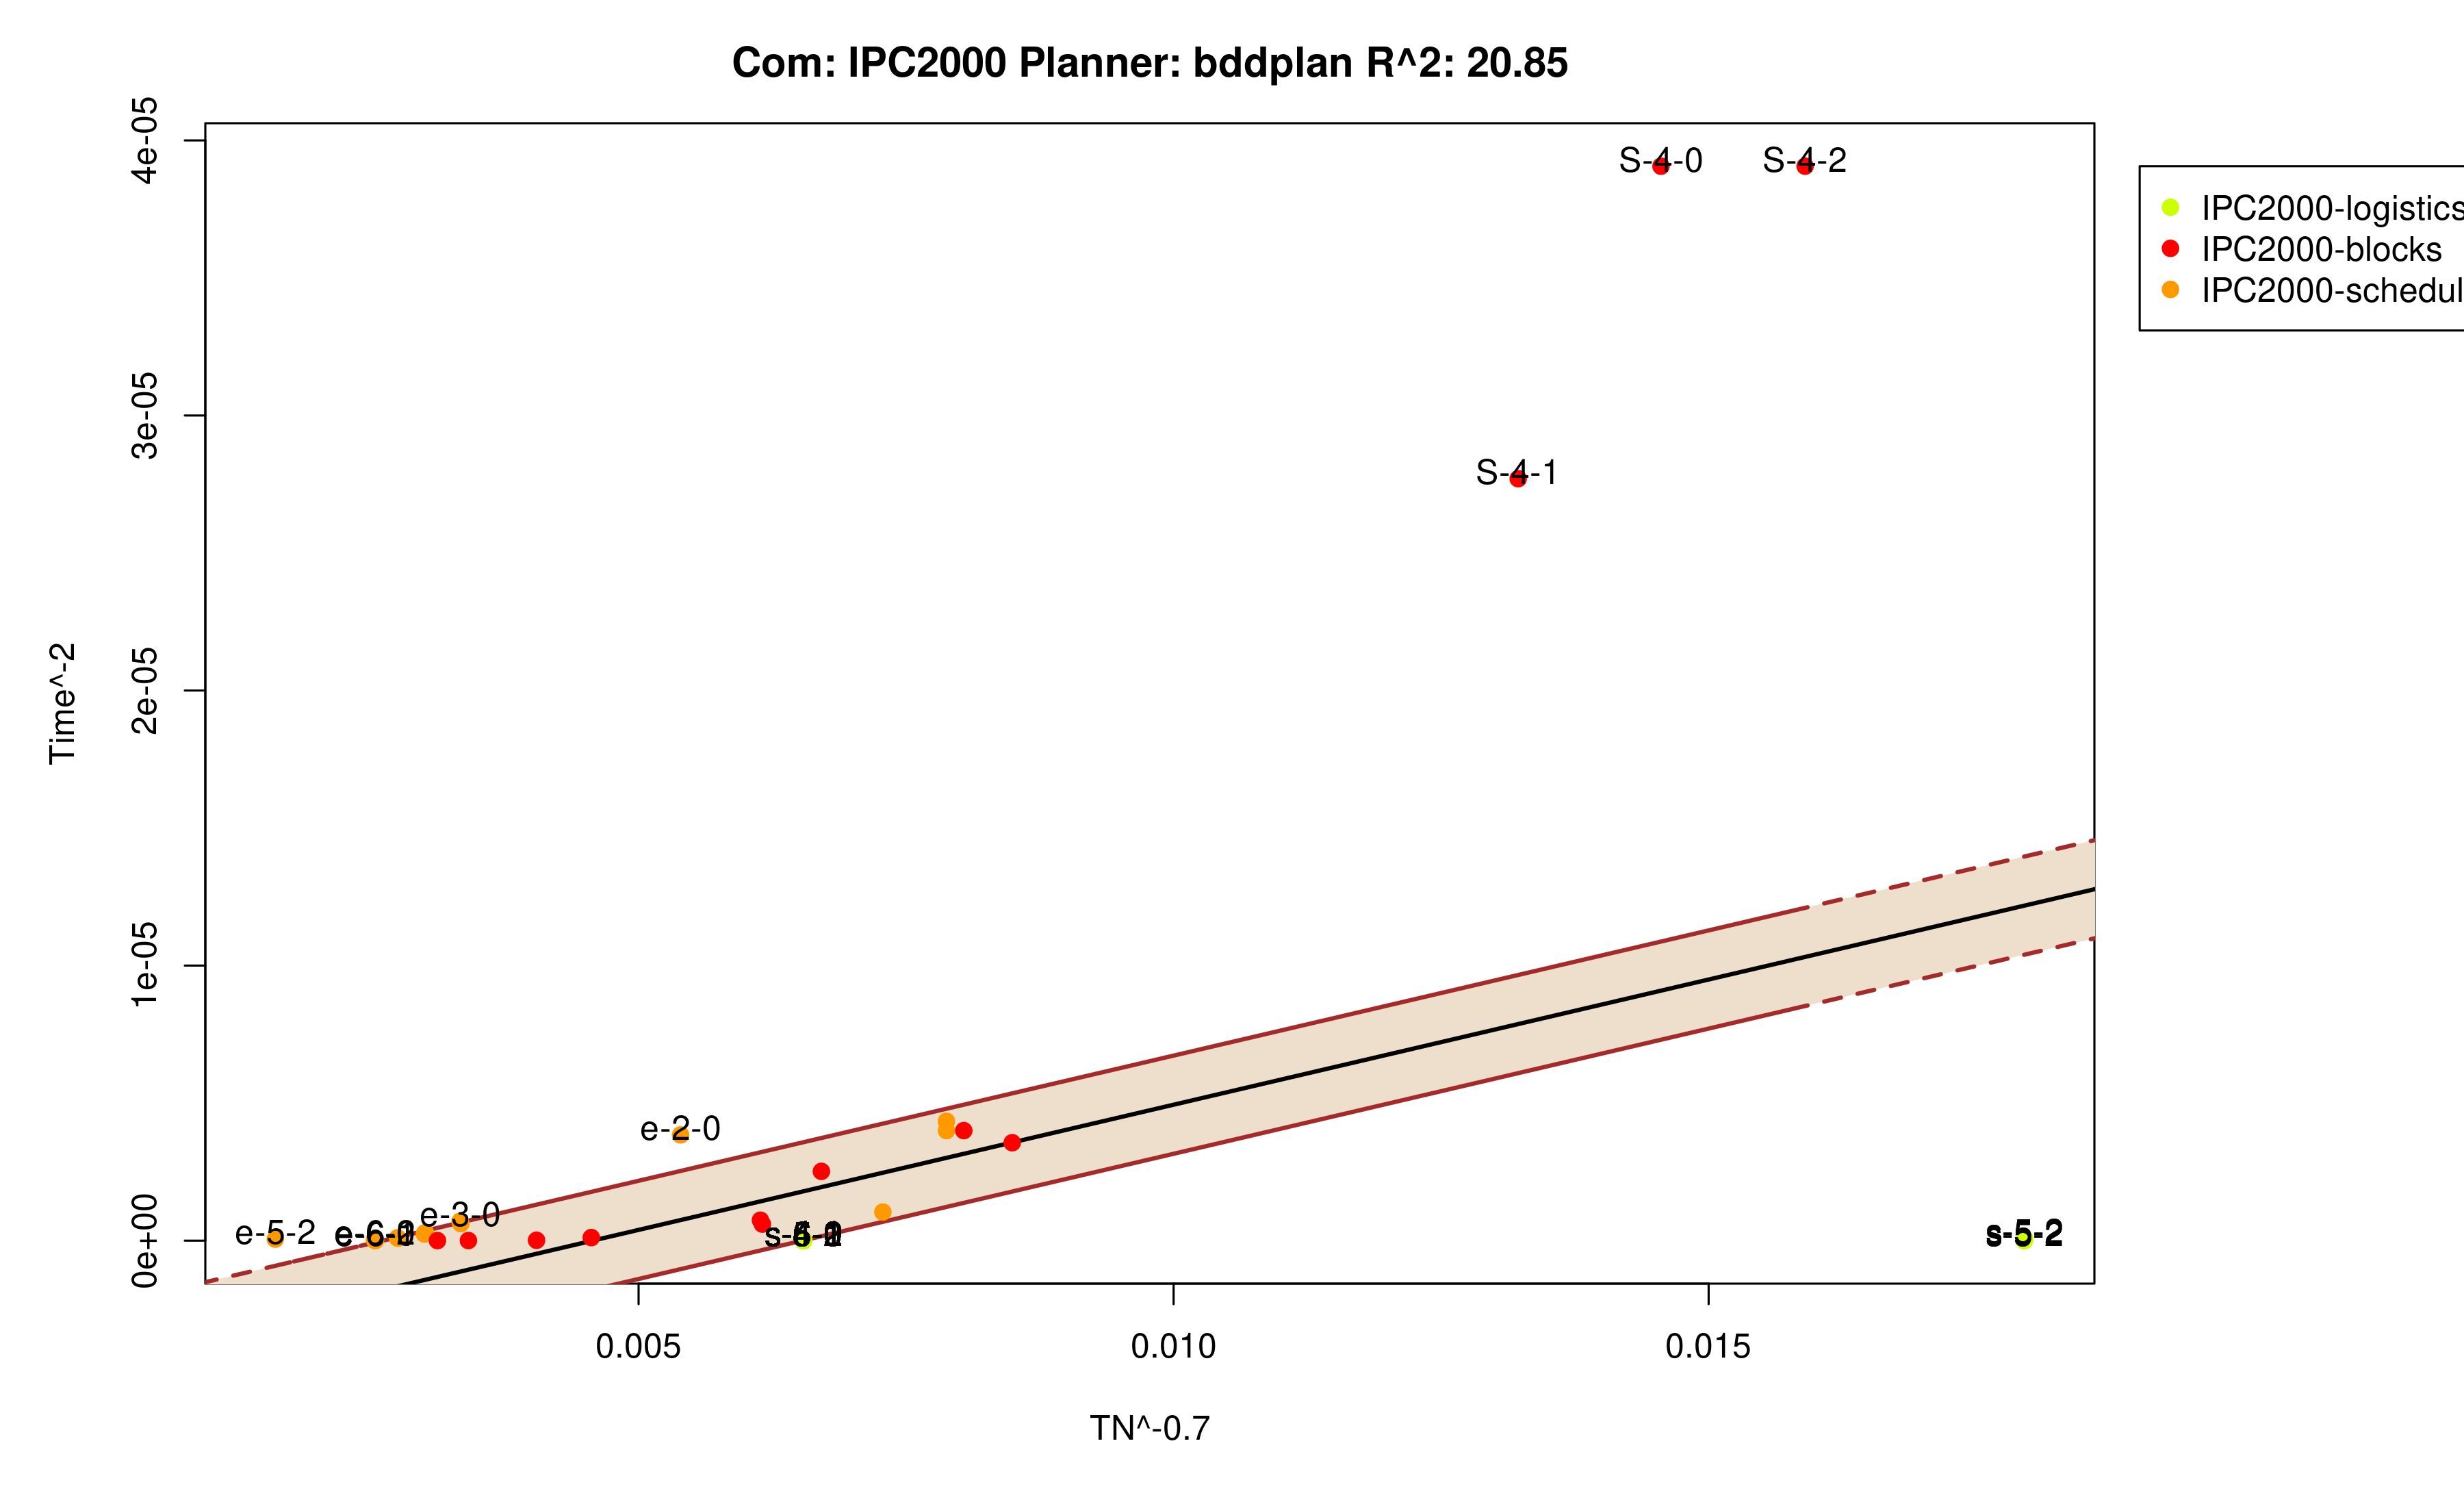 Com: IPC2000 Planner: bddplan R^2: 20.85
4e-05
3e-05
2e-05
1e-05
0e+00
Time^-2
S-4-0
S-4-2
S-4-1
IPC2000-logistics
IPC2000-blocks
IPC2000-schedul
e-2-0
e-3-0
e-5-2
s-5-2
0.005
0.010
0.015
TN^-0.7